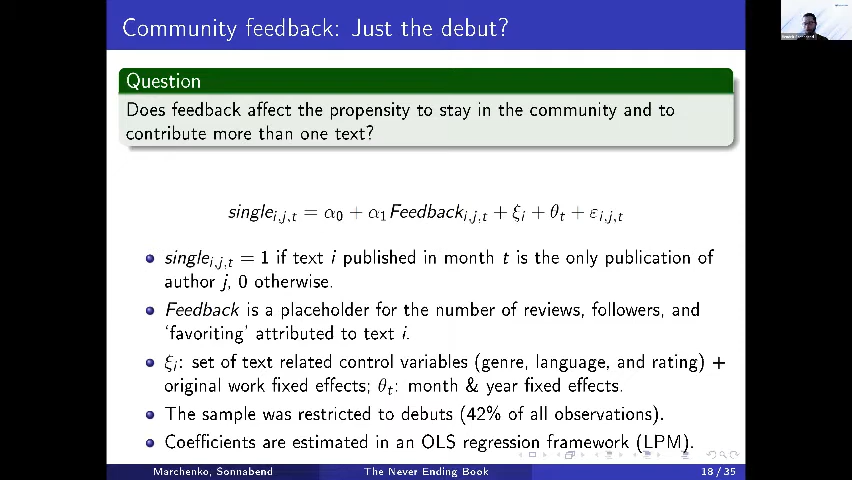 Community feedback: Just the debut?
Question
Does feedback affect the propensity to stay in the community and to
contribute more than one text?
single_{i,j,t} = α_0 + α_1 Feedback_{i,j,t} + ξ_i + θ_t + ε_{i,j,t}
single_{i,j,t} = 1 if text i published in month t is the only publication of
author j, 0 otherwise.
Feedback is a placeholder for the number of reviews, followers, and
‘favoriting’ attributed to text i.
ξ_i: set of text related control variables (genre, language, and rating) +
original work fixed effects; θ_t: month & year fixed effects.
The sample was restricted to debuts (42% of all observations).
Coefficients are estimated in an OLS regression framework (LPM).
Marchenko, Sonnabend The Never Ending Book 18 / 35